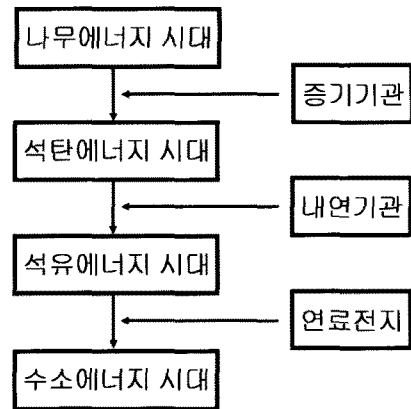 나무에너지 시대
증기기관
석탄에너지 시대
내연기관
석유에너지 시대
연료전지
수소에너지 시대